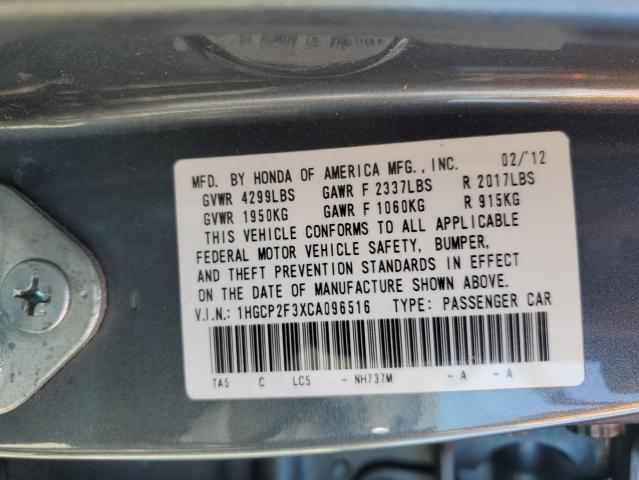 MFD. BY HONDA OF AMERICA MFG., INC. 02/12
GVWR 4299LBS GAWR F 2337LBS R 2017LBS
GVWR 1950KG GAWR F 1060KG R 915KG
THIS VEHICLE CONFORMS TO ALL APPLICABLE
FEDERAL MOTOR VEHICLE SAFETY, BUMPER,
AND THEFT PREVENTION STANDARDS IN EFFECT
ON THE DATE OF MANUFACTURE SHOWN ABOVE.
V.I.N.: 1HGCP2F3XCA096516 TYPE: PASSENGER CAR
TA5 C LC5 - NH737M - A - A